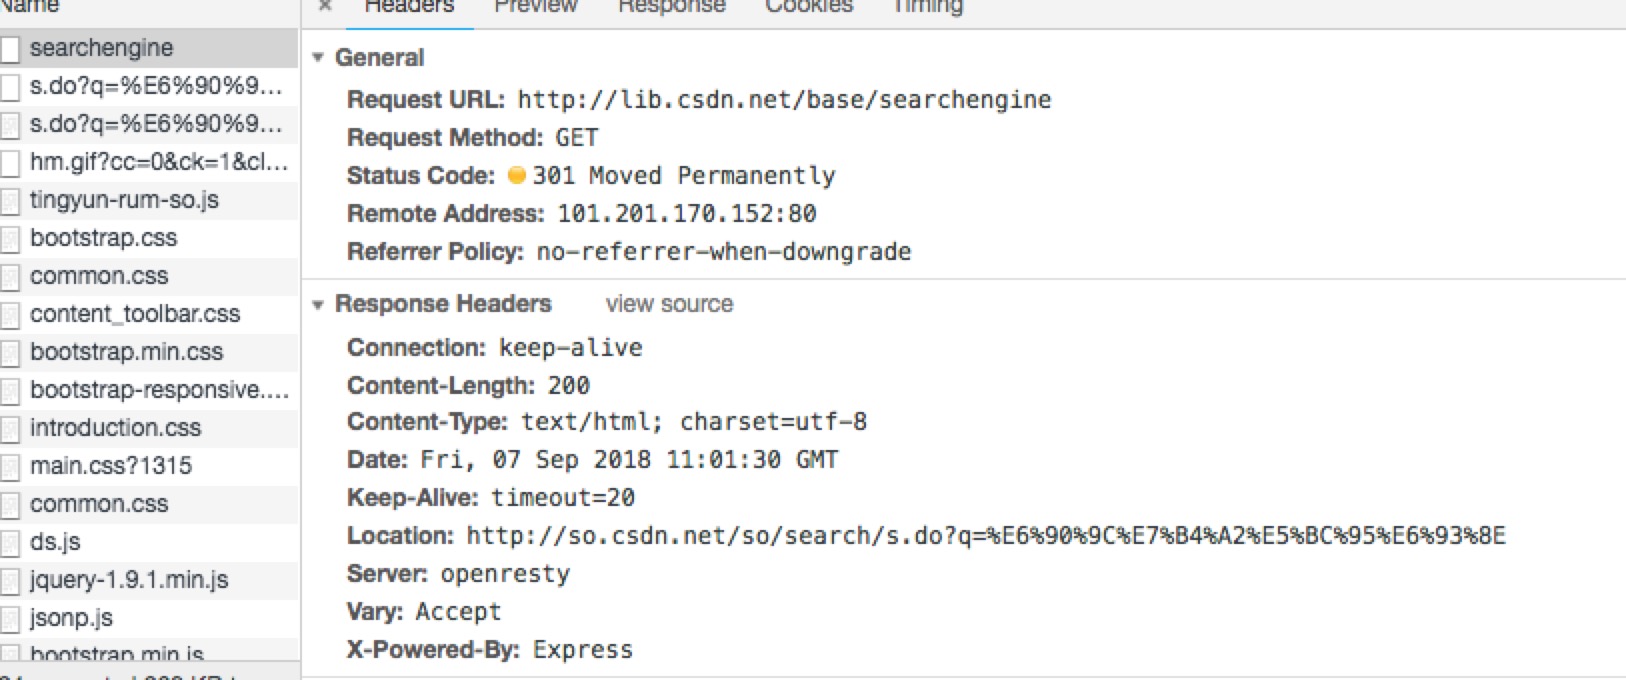 Name
× Headers Preview Response Cookies Timing
searchengine
s.do?q=%E6%90%9...
s.do?q=%E6%90%9...
hm.gif?cc=0&ck=1&cl...
tingyun-rum-so.js
bootstrap.css
common.css
content_toolbar.css
bootstrap.min.css
bootstrap-responsive....
introduction.css
main.css?1315
common.css
ds.js
jquery-1.9.1.min.js
jsonp.js
bootstrap.min.js
General
Request URL: http://lib.csdn.net/base/searchengine
Request Method: GET
Status Code: 301 Moved Permanently
Remote Address: 101.201.170.152:80
Referrer Policy: no-referrer-when-downgrade
Response Headers view source
Connection: keep-alive
Content-Length: 200
Content-Type: text/html; charset=utf-8
Date: Fri, 07 Sep 2018 11:01:30 GMT
Keep-Alive: timeout=20
Location: http://so.csdn.net/so/search/s.do?q=%E6%90%9C%E7%B4%A2%E5%BC%95%E6%93%8E
Server: openresty
Vary: Accept
X-Powered-By: Express